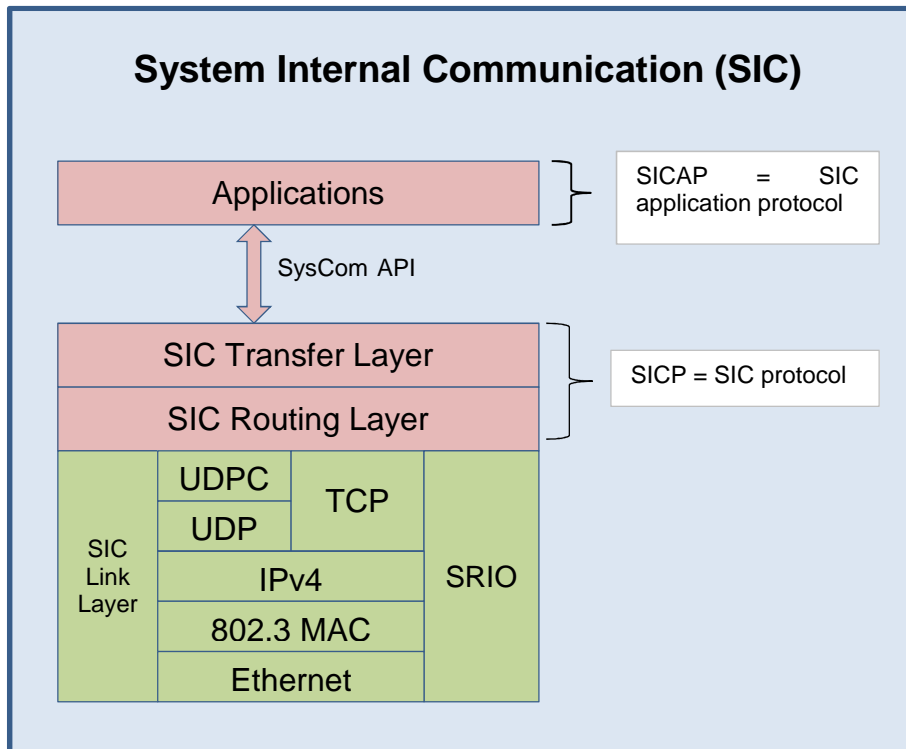 System Internal Communication (SIC)
Applications
SICAP = SIC
application protocol
SysCom API
SIC Transfer Layer
SICP = SIC protocol
SIC Routing Layer
UDPC
TCP
UDP
SIC
Link
Layer
IPv4
SRIO
802.3 MAC
Ethernet